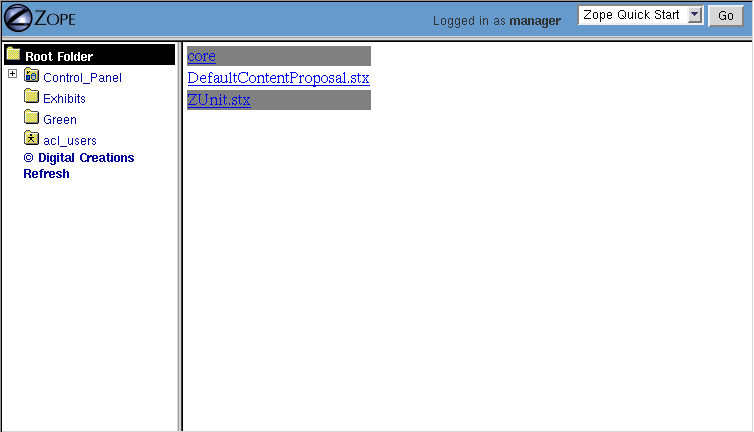 ZOPE
Logged in as manager
Zope Quick Start
Go
Root Folder
Control_Panel
Exhibits
Green
acl_users
© Digital Creations
Refresh
core
DefaultContentProposal.stx
ZUnit.stx